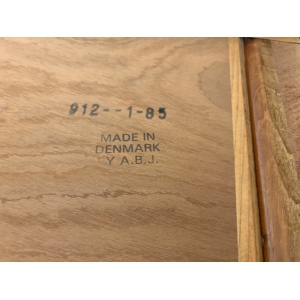 912--1-85
MADE IN
DENMARK
Y A.B.J.